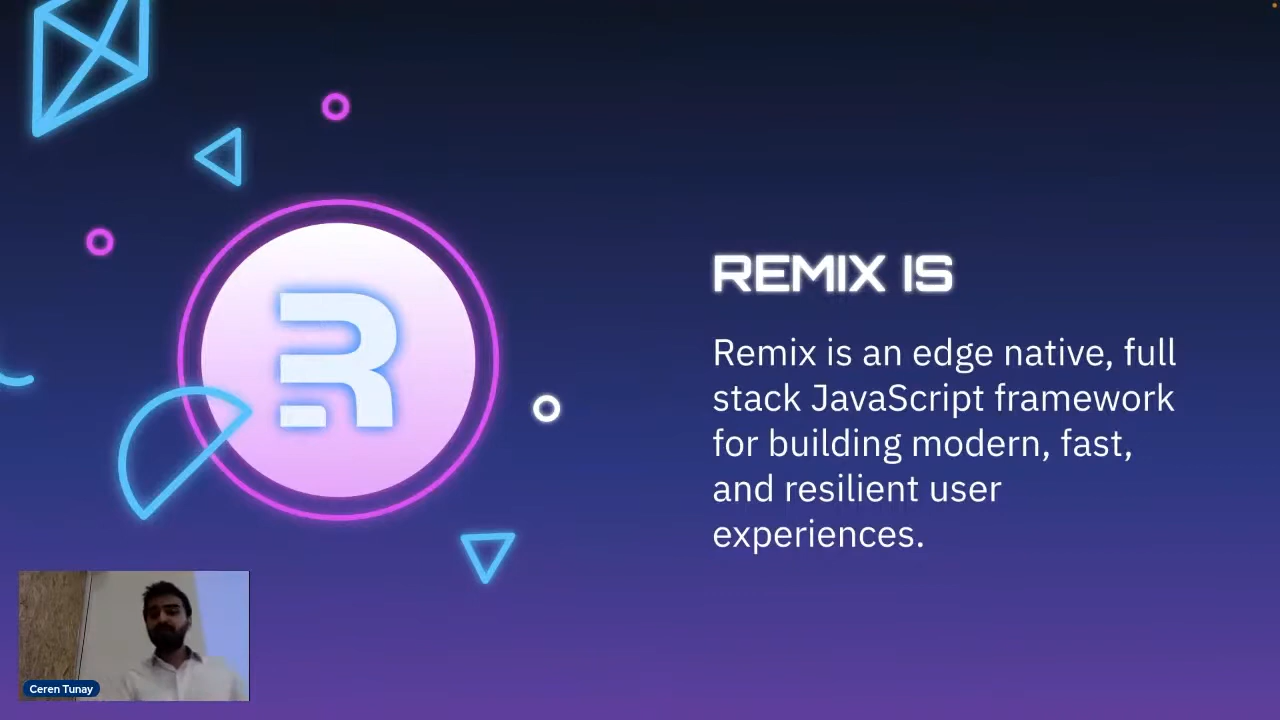 REMIX IS
Remix is an edge native, full
stack JavaScript framework
for building modern, fast,
and resilient user
experiences.
R
Ceren Tunay